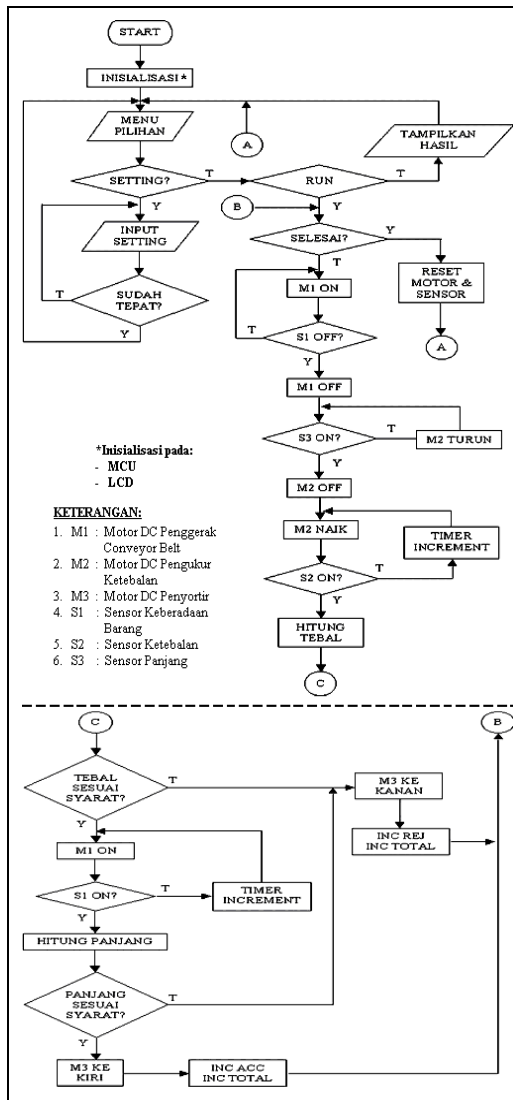 START
INISIALISASI *
MENU
PILIHAN
A
TAMPILKAN
HASIL
SETTING?
T
RUN
T
Y
B
Y
INPUT
SETTING
SELESAI?
Y
T
RESET
MOTOR &
SENSOR
M1 ON
T
SUDAH
TEPAT?
Y
A
T
S1 OFF?
Y
M1 OFF
S3 ON?
T
M2 TURUN
Y
M2 OFF
*Inisialisasi pada:
- MCU
- LCD
M2 NAIK
TIMER
INCREMENT
S2 ON?
T
Y
HITUNG
TEBAL
C
KETERANGAN:
1. M1 : Motor DC Penggerak
Conveyor Belt
2. M2 : Motor DC Pengukur
Ketebalan
3. M3 : Motor DC Penyortir
4. S1 : Sensor Keberadaan
Barang
5. S2 : Sensor Ketebalan
6. S3 : Sensor Panjang
C
B
TEBAL
SESUAI
SYARAT?
T
Y
M3 KE
KANAN
INC REJ
INC TOTAL
M1 ON
S1 ON?
T
TIMER
INCREMENT
Y
HITUNG PANJANG
PANJANG
SESUAI
SYARAT?
T
Y
M3 KE
KIRI
INC ACC
INC TOTAL